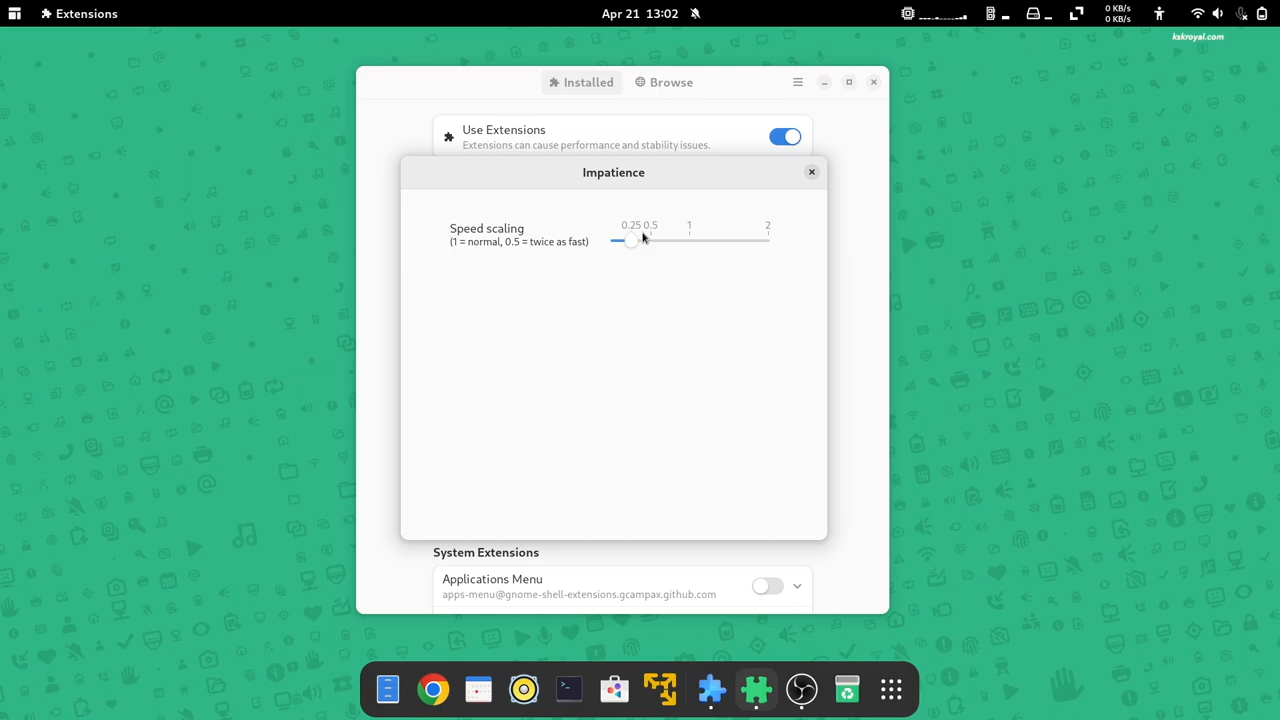 Extensions
Apr 21 13:02
0 KB/s
0 KB/s
kskroyal.com
Installed
Browse
Use Extensions
Extensions can cause performance and stability issues.
Impatience
Speed scaling
(1 = normal, 0.5 = twice as fast)
0.25 0.5 1 2
System Extensions
Applications Menu
apps-menu@gnome-shell-extensions.gcampax.github.com